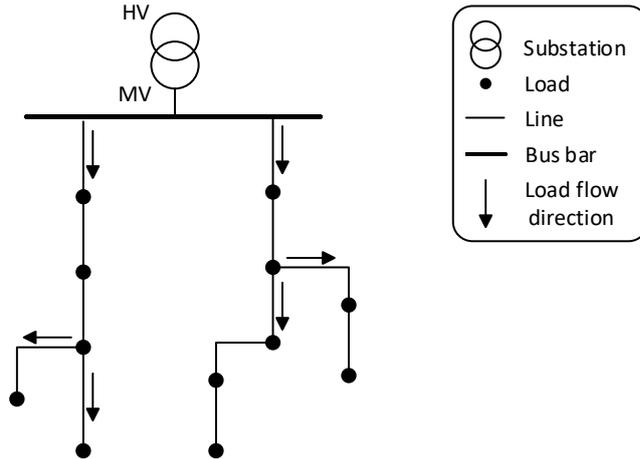 HV
MV
Substation
Load
Line
Bus bar
Load flow
direction